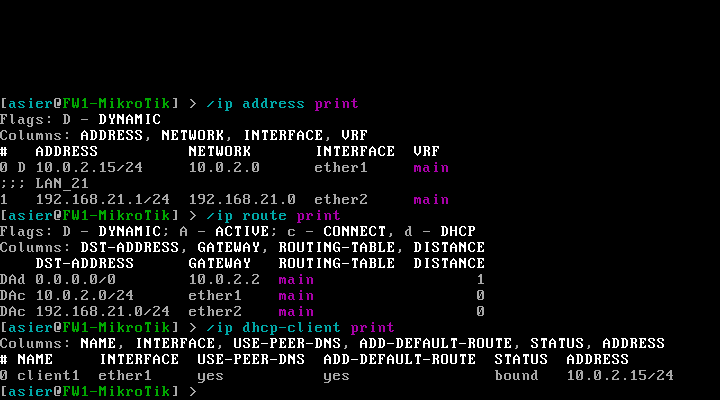 [asier@FW1-MikroTik] > /ip address print
Flags: D - DYNAMIC
Columns: ADDRESS, NETWORK, INTERFACE, VRF
#   ADDRESS          NETWORK       INTERFACE  VRF
0 D 10.0.2.15/24     10.0.2.0      ether1     main
;;; LAN_21
1   192.168.21.1/24  192.168.21.0  ether2     main
[asier@FW1-MikroTik] > /ip route print
Flags: D - DYNAMIC; A - ACTIVE; c - CONNECT, d - DHCP
Columns: DST-ADDRESS, GATEWAY, ROUTING-TABLE, DISTANCE
    DST-ADDRESS      GATEWAY   ROUTING-TABLE  DISTANCE
DAd 0.0.0.0/0        10.0.2.2  main                  1
DAc 10.0.2.0/24      ether1    main                  0
DAc 192.168.21.0/24  ether2    main                  0
[asier@FW1-MikroTik] > /ip dhcp-client print
Columns: NAME, INTERFACE, USE-PEER-DNS, ADD-DEFAULT-ROUTE, STATUS, ADDRESS
# NAME     INTERFACE  USE-PEER-DNS  ADD-DEFAULT-ROUTE  STATUS  ADDRESS
0 client1  ether1     yes           yes                bound   10.0.2.15/24
[asier@FW1-MikroTik] >